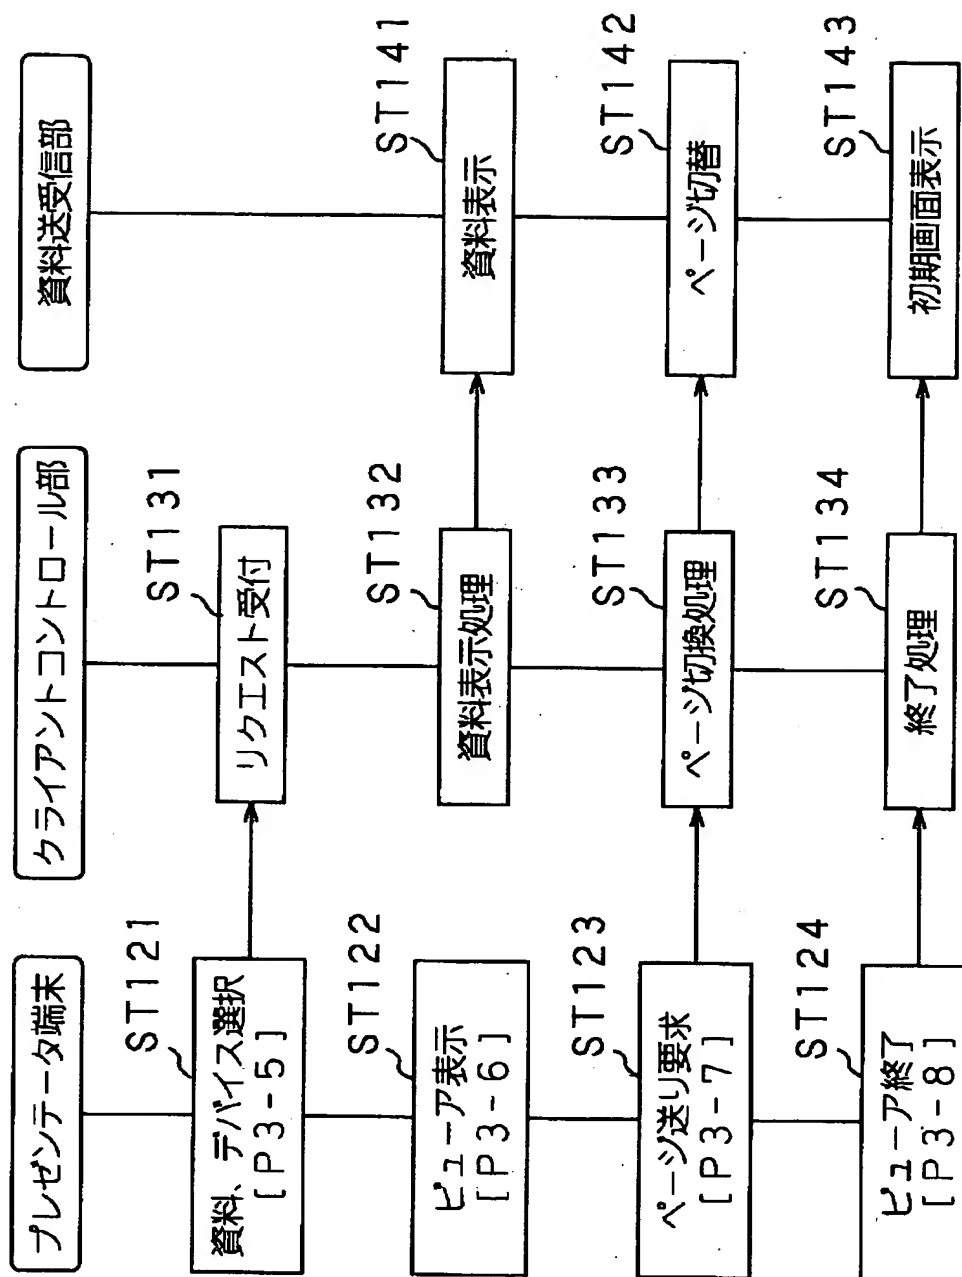 プレゼンテータ端末
ST121
資料、デバイス選択
[P3-5]
ST122
ビューア表示
[P3-6]
ST123
ページ送り要求
[P3-7]
ST124
ビューア終了
[P3-8]
クライアントコントロール部
ST131
リクエスト受付
ST132
資料表示処理
ST133
ページ切換処理
ST134
終了処理
資料送受信部
ST141
資料表示
ST142
ページ切替
ST143
初期画面表示